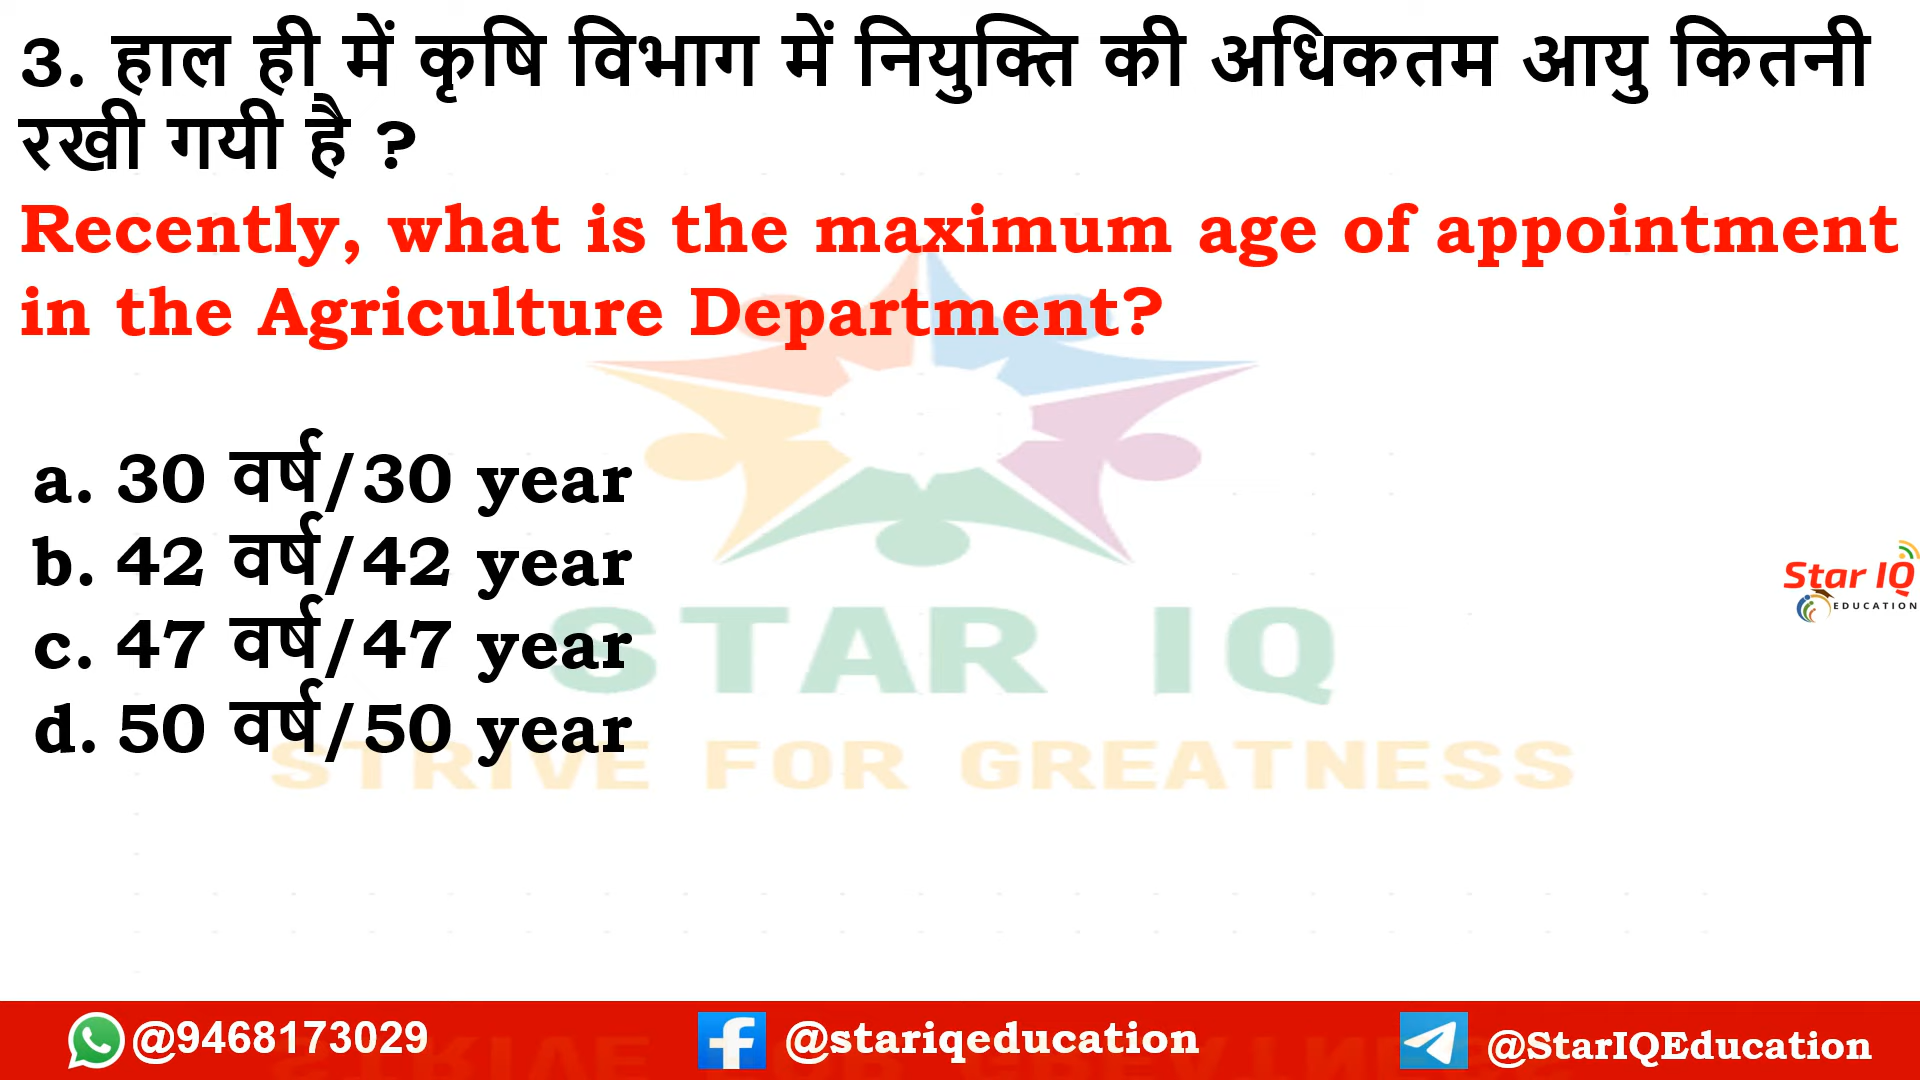 3. हाल ही में कृषि विभाग में नियुक्ति की अधिकतम आयु कितनी
रखी गयी है ?
Recently, what is the maximum age of appointment
in the Agriculture Department?
a. 30 वर्ष/30 year
b. 42 वर्ष/42 year
c. 47 वर्ष/47 year
d. 50 वर्ष/50 year
STAR IQ
STRIVE FOR GREATNESS
Star IQ
EDUCATION
@9468173029 @stariqeducation @StarIQEducation